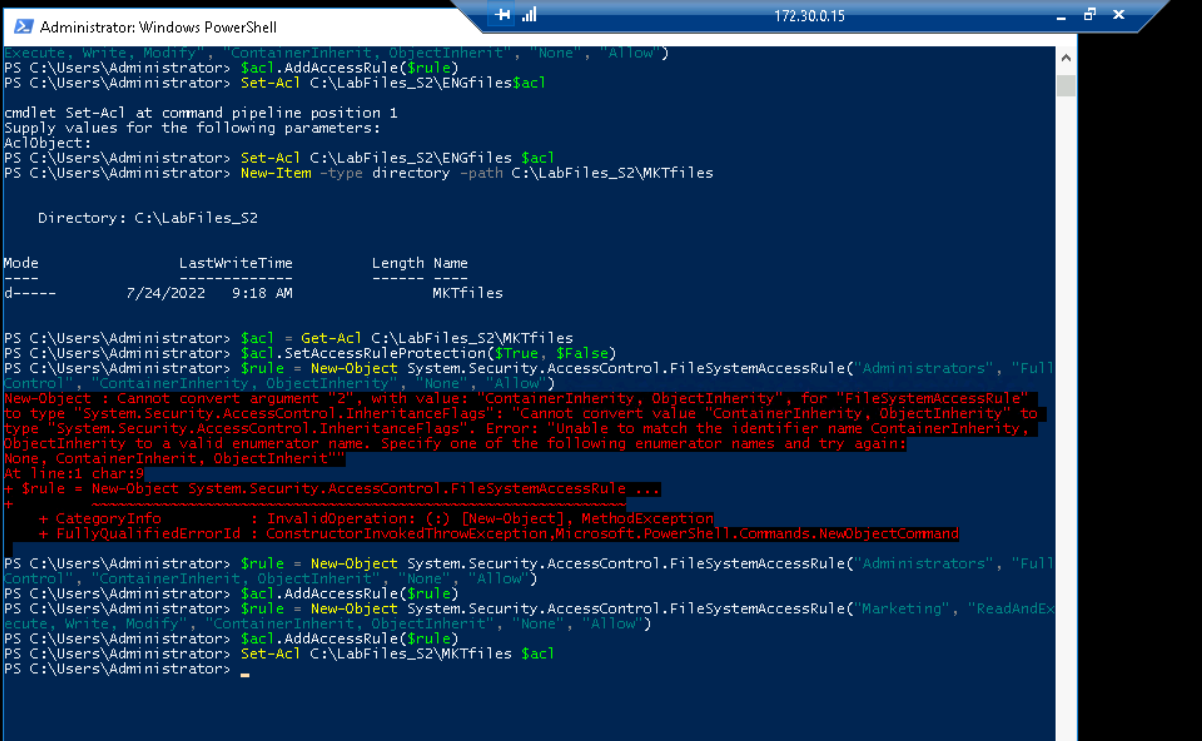 172.30.0.15
Administrator: Windows PowerShell
Execute, Write, Modify", "ContainerInherit, ObjectInherit", "None", "Allow")
PS C:\Users\Administrator> $acl.AddAccessRule($rule)
PS C:\Users\Administrator> Set-Acl C:\LabFiles_S2\ENGfiles$acl
cmdlet Set-Acl at command pipeline position 1
Supply values for the following parameters:
AclObject:
PS C:\Users\Administrator> Set-Acl C:\LabFiles_S2\ENGfiles $acl
PS C:\Users\Administrator> New-Item -type directory -path C:\LabFiles_S2\MKTfiles
Directory: C:\LabFiles_S2
Mode LastWriteTime Length Name
---- ------------- ------ ----
d----- 7/24/2022 9:18 AM MKTfiles
PS C:\Users\Administrator> $acl = Get-Acl C:\LabFiles_S2\MKTfiles
PS C:\Users\Administrator> $acl.SetAccessRuleProtection($True, $False)
PS C:\Users\Administrator> $rule = New-Object System.Security.AccessControl.FileSystemAccessRule("Administrators", "Full
Control", "ContainerInherity, ObjectInherity", "None", "Allow")
New-Object : Cannot convert argument "2", with value: "ContainerInherity, ObjectInherity", for "FileSystemAccessRule"
to type "System.Security.AccessControl.InheritanceFlags": "Cannot convert value "ContainerInherity, ObjectInherity" to
type "System.Security.AccessControl.InheritanceFlags". Error: "Unable to match the identifier name ContainerInherity,
ObjectInherity to a valid enumerator name. Specify one of the following enumerator names and try again:
None, ContainerInherit, ObjectInherit""
At line:1 char:9
+ $rule = New-Object System.Security.AccessControl.FileSystemAccessRule ...
+ ~~~~~~~~~~~~~~~~~~~~~~~~~~~~~~~~~~~~~~~~~~~~~~~~~~~~~~~~~~~~~~~~~
+ CategoryInfo : InvalidOperation: (:) [New-Object], MethodException
+ FullyQualifiedErrorId : ConstructorInvokedThrowException,Microsoft.PowerShell.Commands.NewObjectCommand
PS C:\Users\Administrator> $rule = New-Object System.Security.AccessControl.FileSystemAccessRule("Administrators", "Full
Control", "ContainerInherit, ObjectInherit", "None", "Allow")
PS C:\Users\Administrator> $acl.AddAccessRule($rule)
PS C:\Users\Administrator> $rule = New-Object System.Security.AccessControl.FileSystemAccessRule("Marketing", "ReadAndEx
ecute, Write, Modify", "ContainerInherit, ObjectInherit", "None", "Allow")
PS C:\Users\Administrator> $acl.AddAccessRule($rule)
PS C:\Users\Administrator> Set-Acl C:\LabFiles_S2\MKTfiles $acl
PS C:\Users\Administrator>